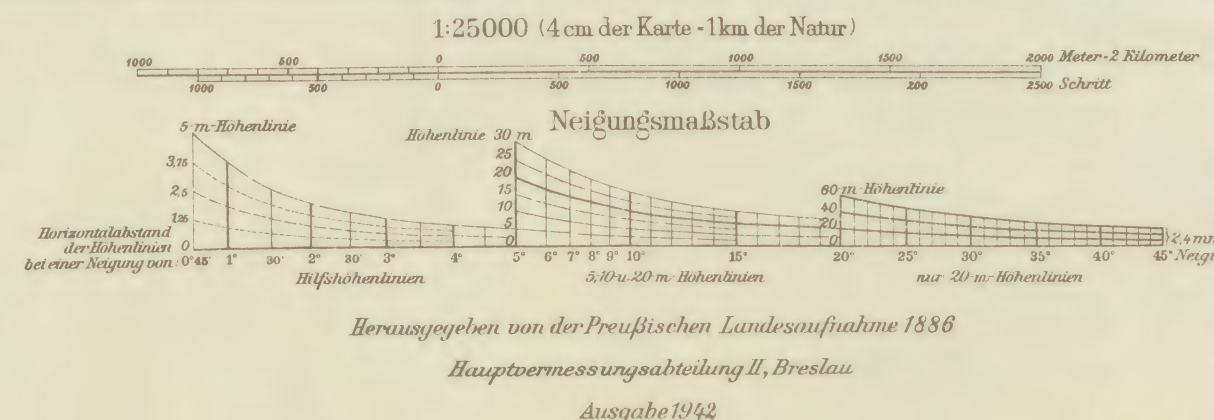 1:25000 (4 cm der Karte - 1 km der Natur)
1000 500 0 500 1000 1500 2000 Meter-2 Kilometer
1000 500 0 500 1000 1500 200 2500 Schritt
Neigungsmaßstab
5-m-Höhenlinie
3,75
2,5
1,25
0
Horizontalabstand
der Höhenlinien
bei einer Neigung von: 0°45' 1° 30' 2° 30' 3° 4°
Hilfshöhenlinien
Höhenlinie 30 m
25
20
15
10
5
0
5° 6° 7° 8° 9° 10° 15°
5,10 u. 20 m-Höhenlinien
60-m-Höhenlinie
40
20
0
2,4 mm
20° 25° 30° 35° 40° 45°
nur 20-m-Höhenlinien
Herausgegeben von der Preußischen Landesaufnahme 1886
Hauptvermessungsabteilung II, Breslau
Ausgabe 1942